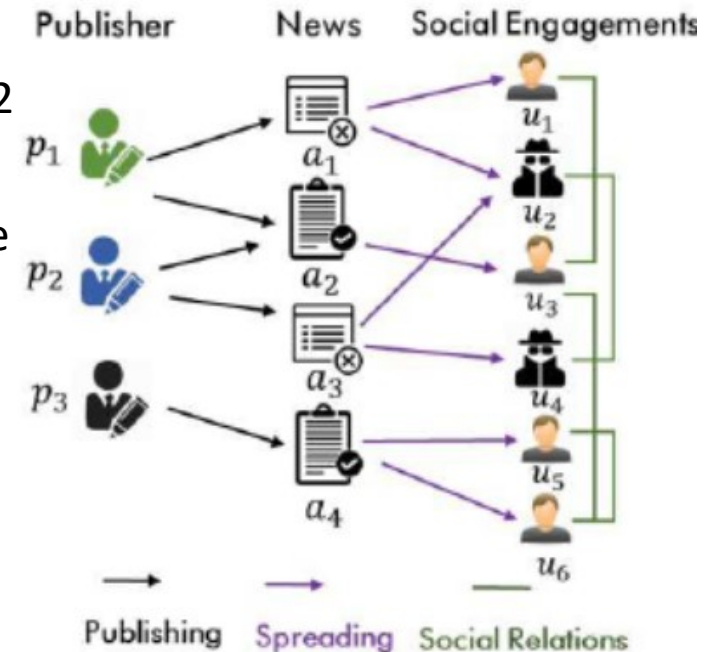 Publisher News Social Engagements
2
p₁
a₁
u₁
u₂
e
p₂
a₂
u₃
a₃
p₃
u₄
u₅
a₄
u₆
Publishing Spreading Social Relations